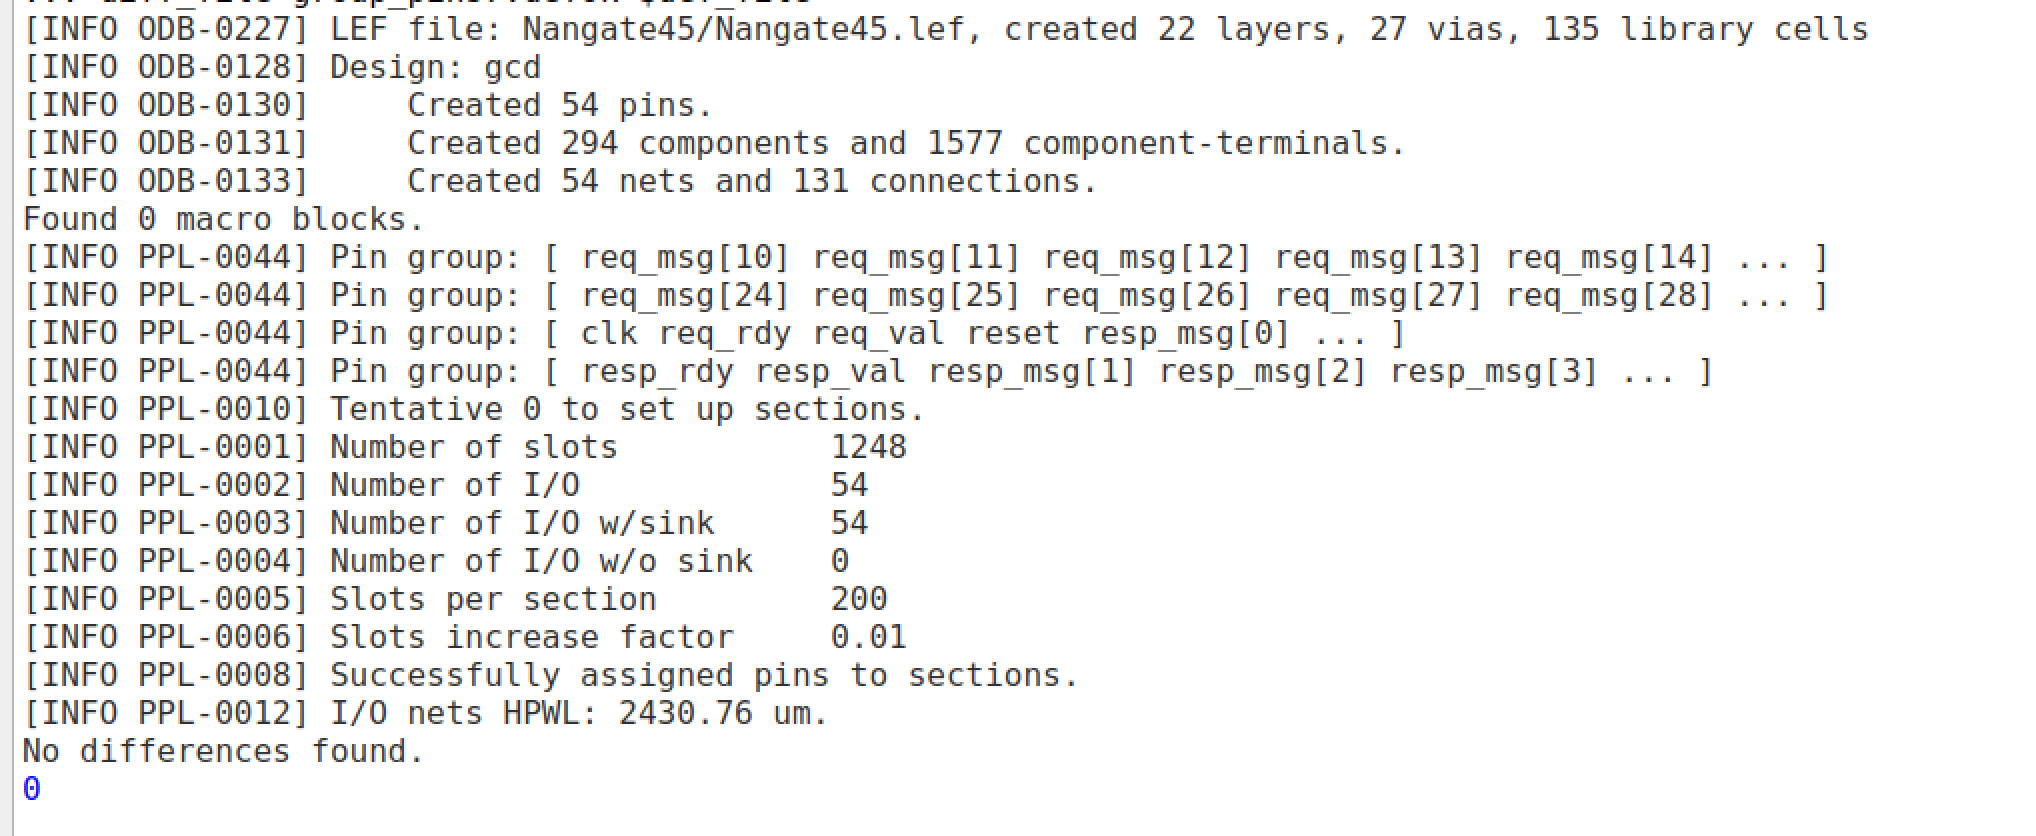 [INFO ODB-0227] LEF file: Nangate45/Nangate45.lef, created 22 layers, 27 vias, 135 library cells
[INFO ODB-0128] Design: gcd
[INFO ODB-0130]     Created 54 pins.
[INFO ODB-0131]     Created 294 components and 1577 component-terminals.
[INFO ODB-0133]     Created 54 nets and 131 connections.
Found 0 macro blocks.
[INFO PPL-0044] Pin group: [ req_msg[10] req_msg[11] req_msg[12] req_msg[13] req_msg[14] ... ]
[INFO PPL-0044] Pin group: [ req_msg[24] req_msg[25] req_msg[26] req_msg[27] req_msg[28] ... ]
[INFO PPL-0044] Pin group: [ clk req_rdy req_val reset resp_msg[0] ... ]
[INFO PPL-0044] Pin group: [ resp_rdy resp_val resp_msg[1] resp_msg[2] resp_msg[3] ... ]
[INFO PPL-0010] Tentative 0 to set up sections.
[INFO PPL-0001] Number of slots           1248
[INFO PPL-0002] Number of I/O             54
[INFO PPL-0003] Number of I/O w/sink      54
[INFO PPL-0004] Number of I/O w/o sink    0
[INFO PPL-0005] Slots per section         200
[INFO PPL-0006] Slots increase factor     0.01
[INFO PPL-0008] Successfully assigned pins to sections.
[INFO PPL-0012] I/O nets HPWL: 2430.76 um.
No differences found.
0